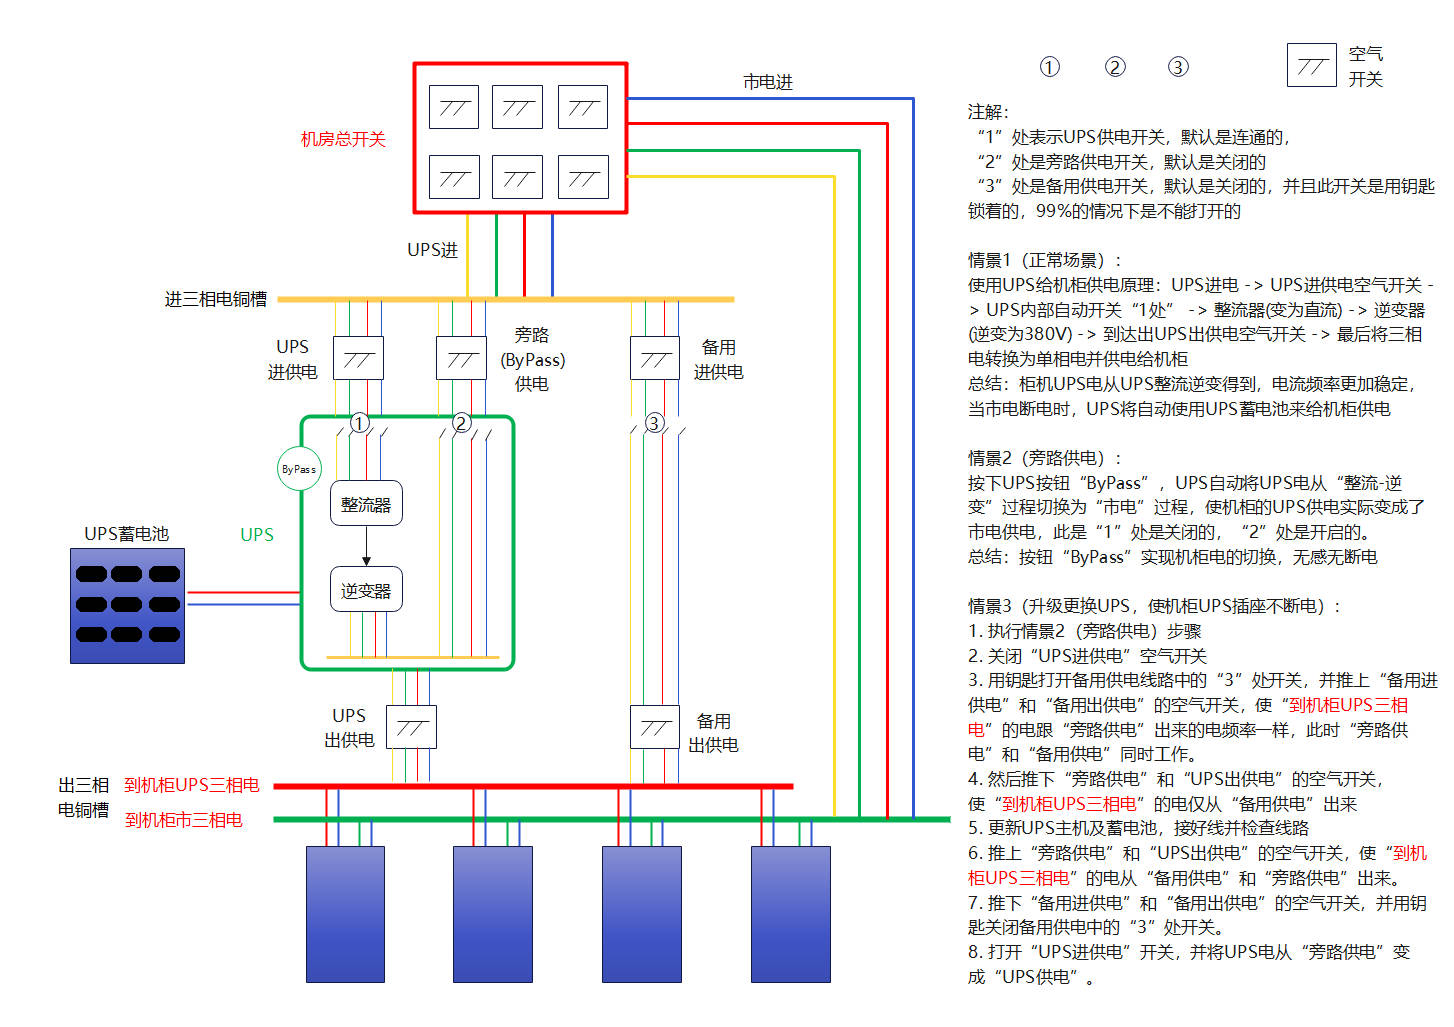 ① ② ③
空气
开关
市电进
机房总开关
UPS进
进三相电铜槽
UPS
进供电
旁路
(ByPass)
供电
备用
进供电
1
2
3
ByPass
整流器
UPS蓄电池
UPS
逆变器
UPS
出供电
备用
出供电
出三相
电铜槽
到机柜UPS三相电
到机柜市三相电
注解：
“1”处表示UPS供电开关，默认是连通的，
“2”处是旁路供电开关，默认是关闭的
“3”处是备用供电开关，默认是关闭的，并且此开关是用钥匙
锁着的，99%的情况下是不能打开的
情景1（正常场景）：
使用UPS给机柜供电原理：UPS进电 -> UPS进供电空气开关 -
> UPS内部自动开关“1处” -> 整流器(变为直流) -> 逆变器
(逆变为380V) -> 到达出UPS出供电空气开关 -> 最后将三相
电转换为单相电并供电给机柜
总结：柜机UPS电从UPS整流逆变得到，电流频率更加稳定，
当市电断电时，UPS将自动使用UPS蓄电池来给机柜供电
情景2（旁路供电）：
按下UPS按钮“ByPass”，UPS自动将UPS电从“整流-逆
变”过程切换为“市电”过程，使机柜的UPS供电实际变成了
市电供电，此是“1”处是关闭的，“2”处是开启的。
总结：按钮“ByPass”实现机柜电的切换，无感无断电
情景3（升级更换UPS，使机柜UPS插座不断电）：
1. 执行情景2（旁路供电）步骤
2. 关闭“UPS进供电”空气开关
3. 用钥匙打开备用供电线路中的“3”处开关，并推上“备用进
供电”和“备用出供电”的空气开关，使“到机柜UPS三相
电”的电跟“旁路供电”出来的电频率一样，此时“旁路供
电”和“备用供电”同时工作。
4. 然后推下“旁路供电”和“UPS出供电”的空气开关，
使“到机柜UPS三相电”的电仅从“备用供电”出来
5. 更新UPS主机及蓄电池，接好线并检查线路
6. 推上“旁路供电”和“UPS出供电”的空气开关，使“到机
柜UPS三相电”的电从“备用供电”和“旁路供电”出来。
7. 推下“备用进供电”和“备用出供电”的空气开关，并用钥
匙关闭备用供电中的“3”处开关。
8. 打开“UPS进供电”开关，并将UPS电从“旁路供电”变
成“UPS供电”。